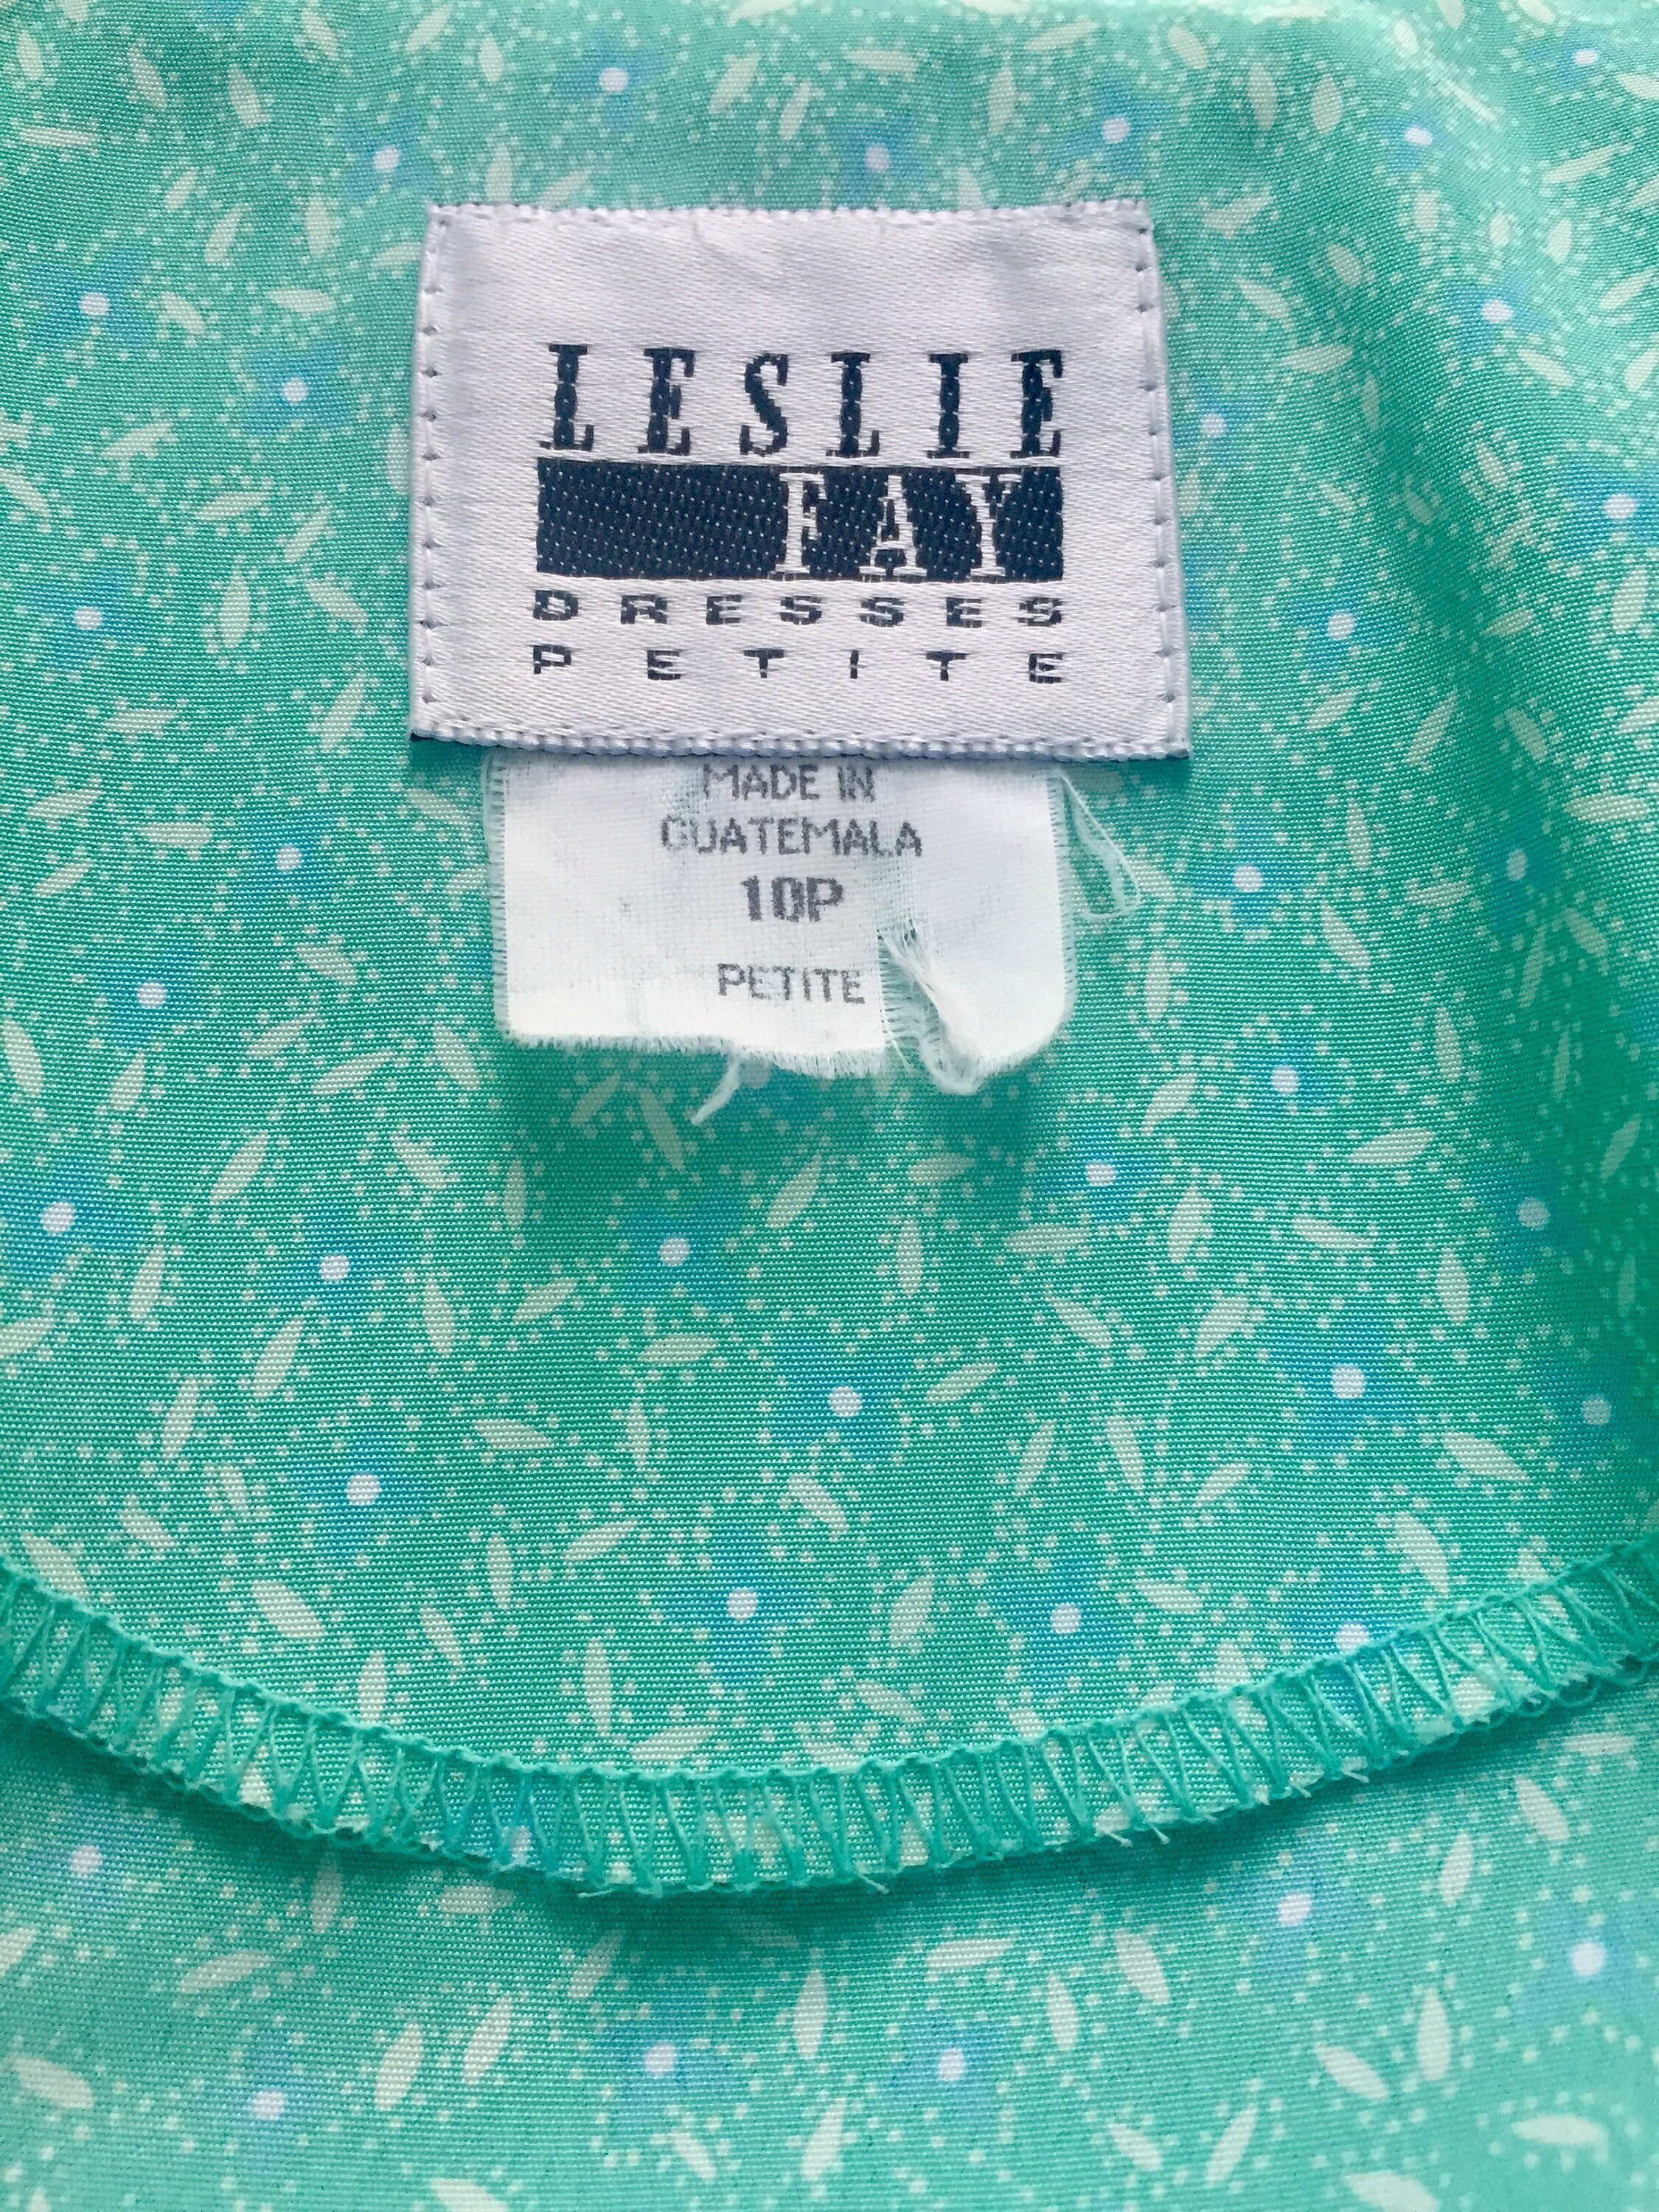 LESLIE
FAY
DRESSES
PETITE
MADE IN
GUATEMALA
10P
PETITE